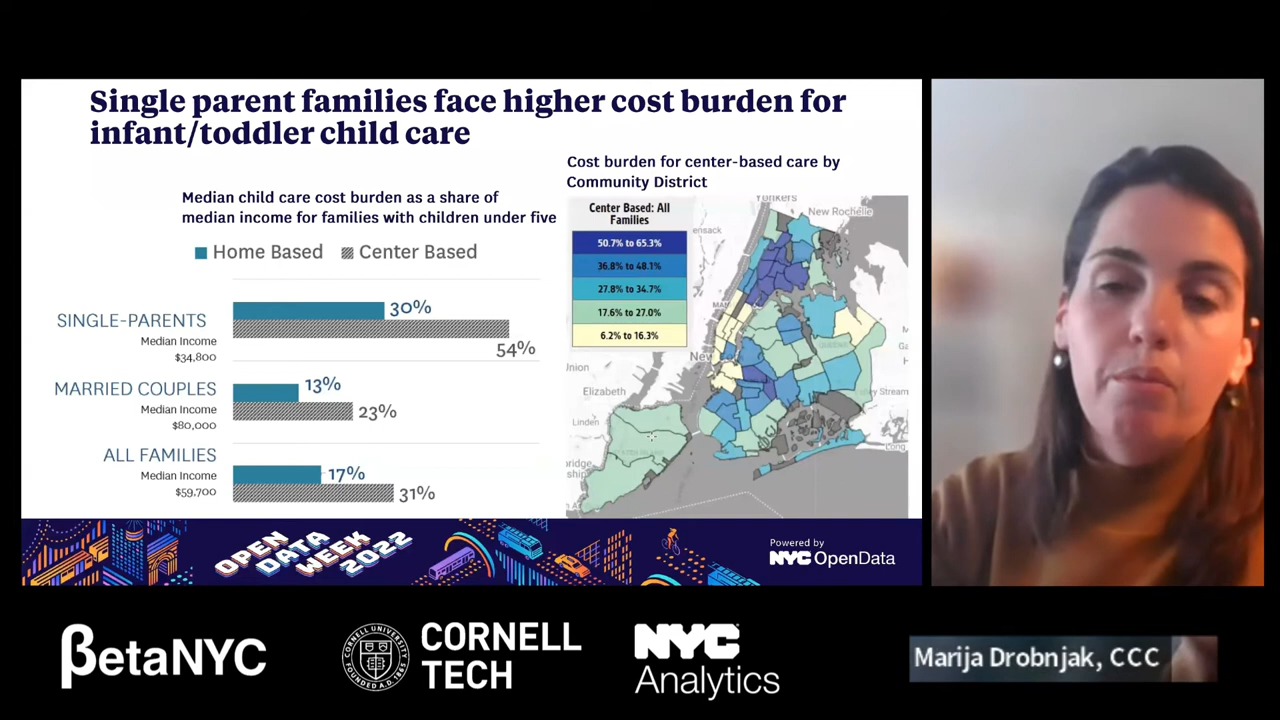 Single parent families face higher cost burden for
infant/toddler child care
Median child care cost burden as a share of
median income for families with children under five
Home Based
Center Based
SINGLE-PARENTS
Median Income
$34,800
30%
54%
MARRIED COUPLES
Median Income
$80,000
13%
23%
ALL FAMILIES
Median Income
$59,700
17%
31%
Cost burden for center-based care by
Community District
Center Based: All
Families
50.7% to 65.3%
36.8% to 48.1%
27.8% to 34.7%
17.6% to 27.0%
6.2% to 16.3%
Yonkers
New Rochelle
ensack
MAN
New
Union
Elizabeth
Linden
Valley Stream
Long
OPEN
DATA
WEEK
2022
Powered by
NYC OpenData
βetaNYC
CORNELL
TECH
NYC
Analytics
Marija Drobnjak, CCC